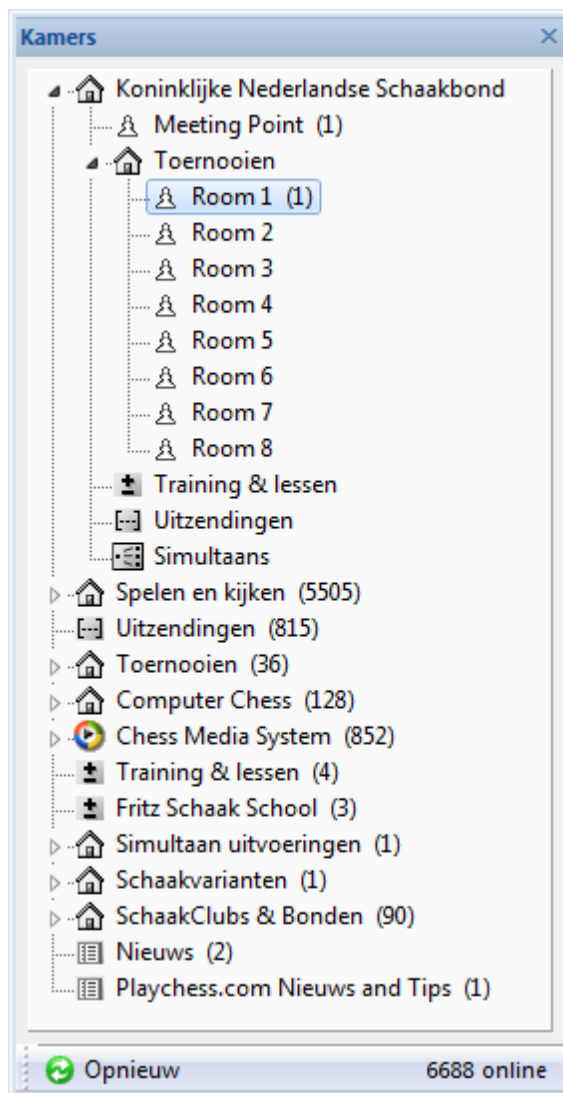 Kamers
Koninklijke Nederlandse Schaakbond
Meeting Point (1)
Toernooien
Room 1 (1)
Room 2
Room 3
Room 4
Room 5
Room 6
Room 7
Room 8
Training & lessen
Uitzendingen
Simultaans
Spelen en kijken (5505)
Uitzendingen (815)
Toernooien (36)
Computer Chess (128)
Chess Media System (852)
Training & lessen (4)
Fritz Schaak School (3)
Simultaan uitvoeringen (1)
Schaakvarianten (1)
SchaakClubs & Bonden (90)
Nieuws (2)
Playchess.com Nieuws and Tips (1)
Opnieuw 6688 online